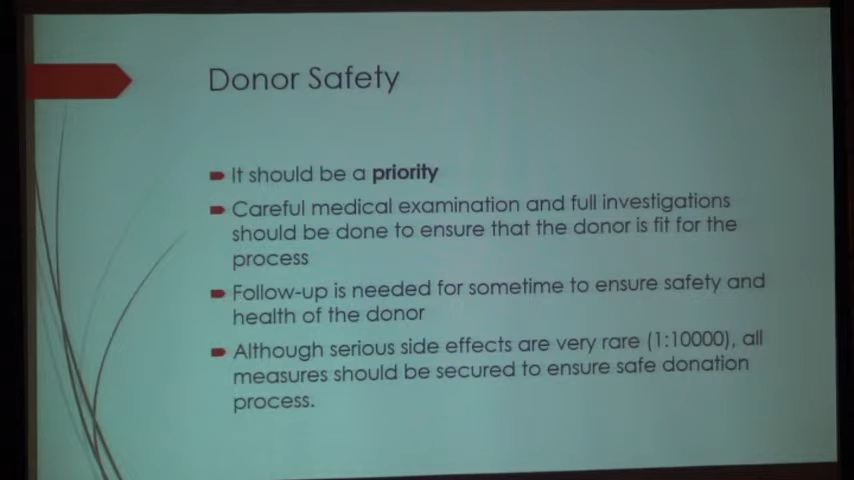 Donor Safety
It should be a priority
Careful medical examination and full investigations
should be done to ensure that the donor is fit for the
process
Follow-up is needed for sometime to ensure safety and
health of the donor
Although serious side effects are very rare (1:10000), all
measures should be secured to ensure safe donation
process.